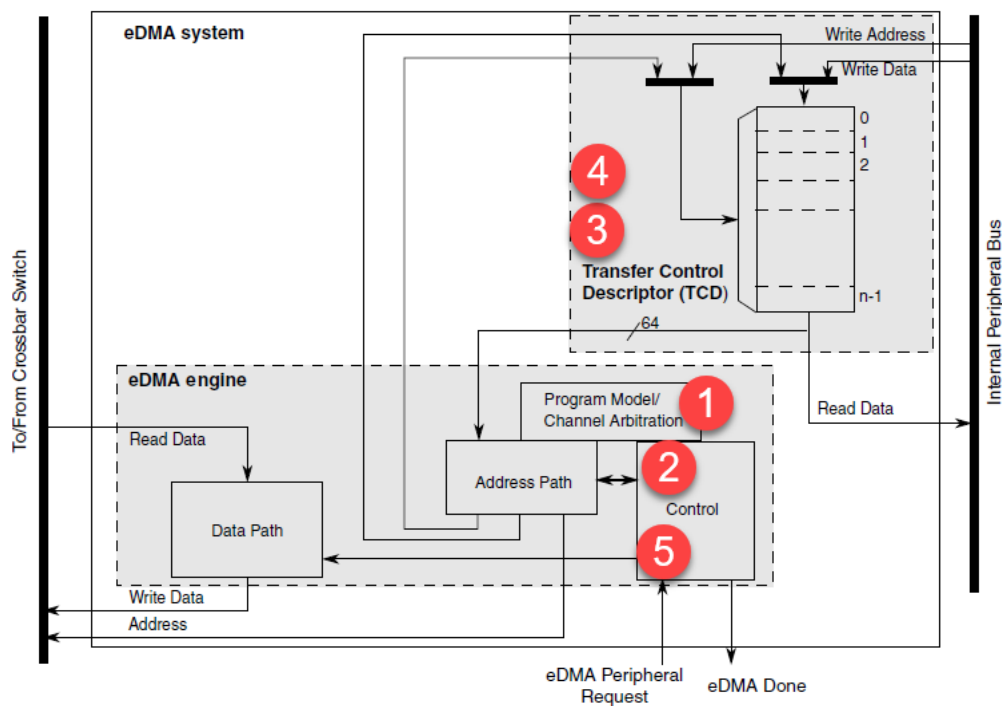 eDMA system
Write Address
Write Data
0
1
2
4
3
Transfer Control
Descriptor (TCD)
n-1
64
eDMA engine
Program Model/
Channel Arbitration
1
Read Data
Read Data
2
Address Path
Control
Data Path
5
Write Data
Address
eDMA Peripheral
Request
eDMA Done
To/From Crossbar Switch
Internal Peripheral Bus